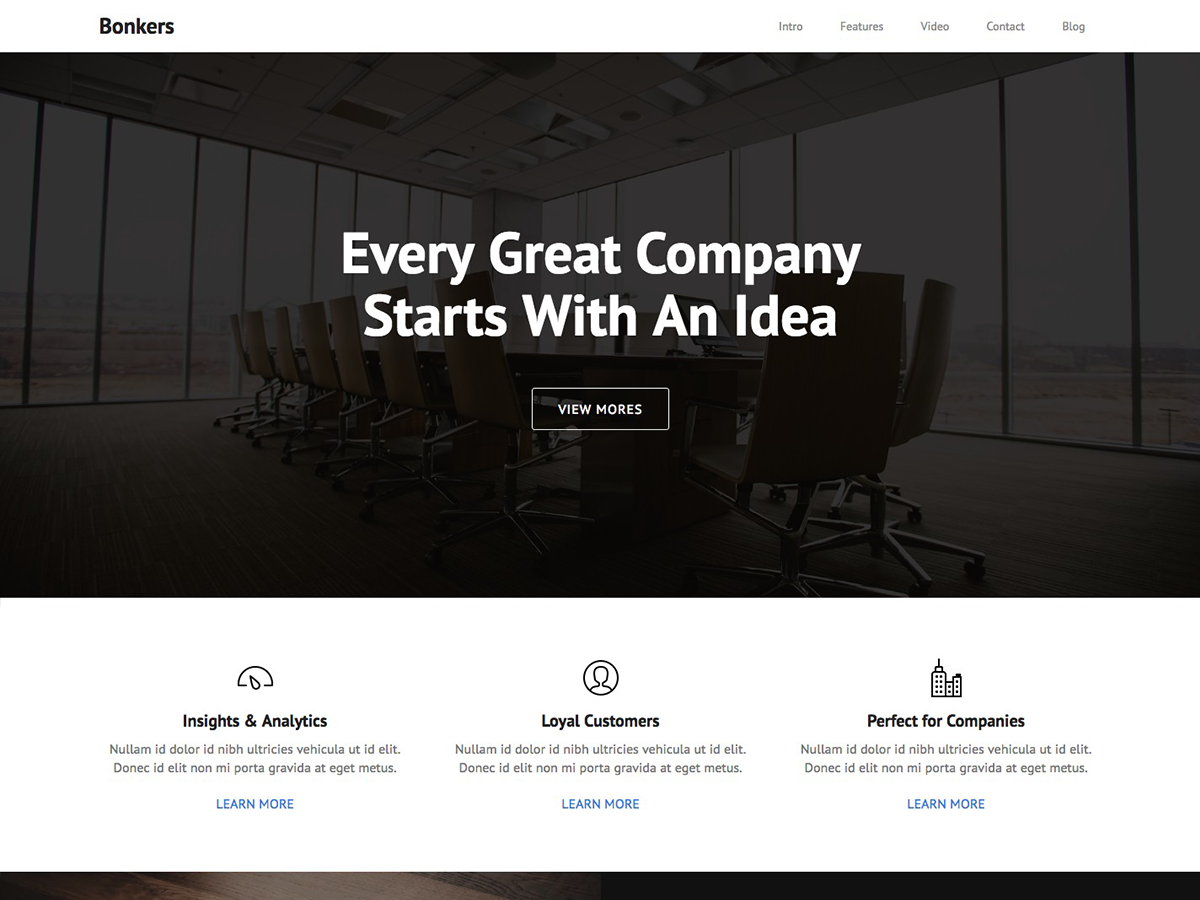 Bonkers
Intro
Features
Video
Contact
Blog
Every Great Company
Starts With An Idea
VIEW MORES
Insights & Analytics
Nullam id dolor id nibh ultricies vehicula ut id elit.
Donec id elit non mi porta gravida at eget metus.
LEARN MORE
Loyal Customers
Nullam id dolor id nibh ultricies vehicula ut id elit.
Donec id elit non mi porta gravida at eget metus.
LEARN MORE
Perfect for Companies
Nullam id dolor id nibh ultricies vehicula ut id elit.
Donec id elit non mi porta gravida at eget metus.
LEARN MORE